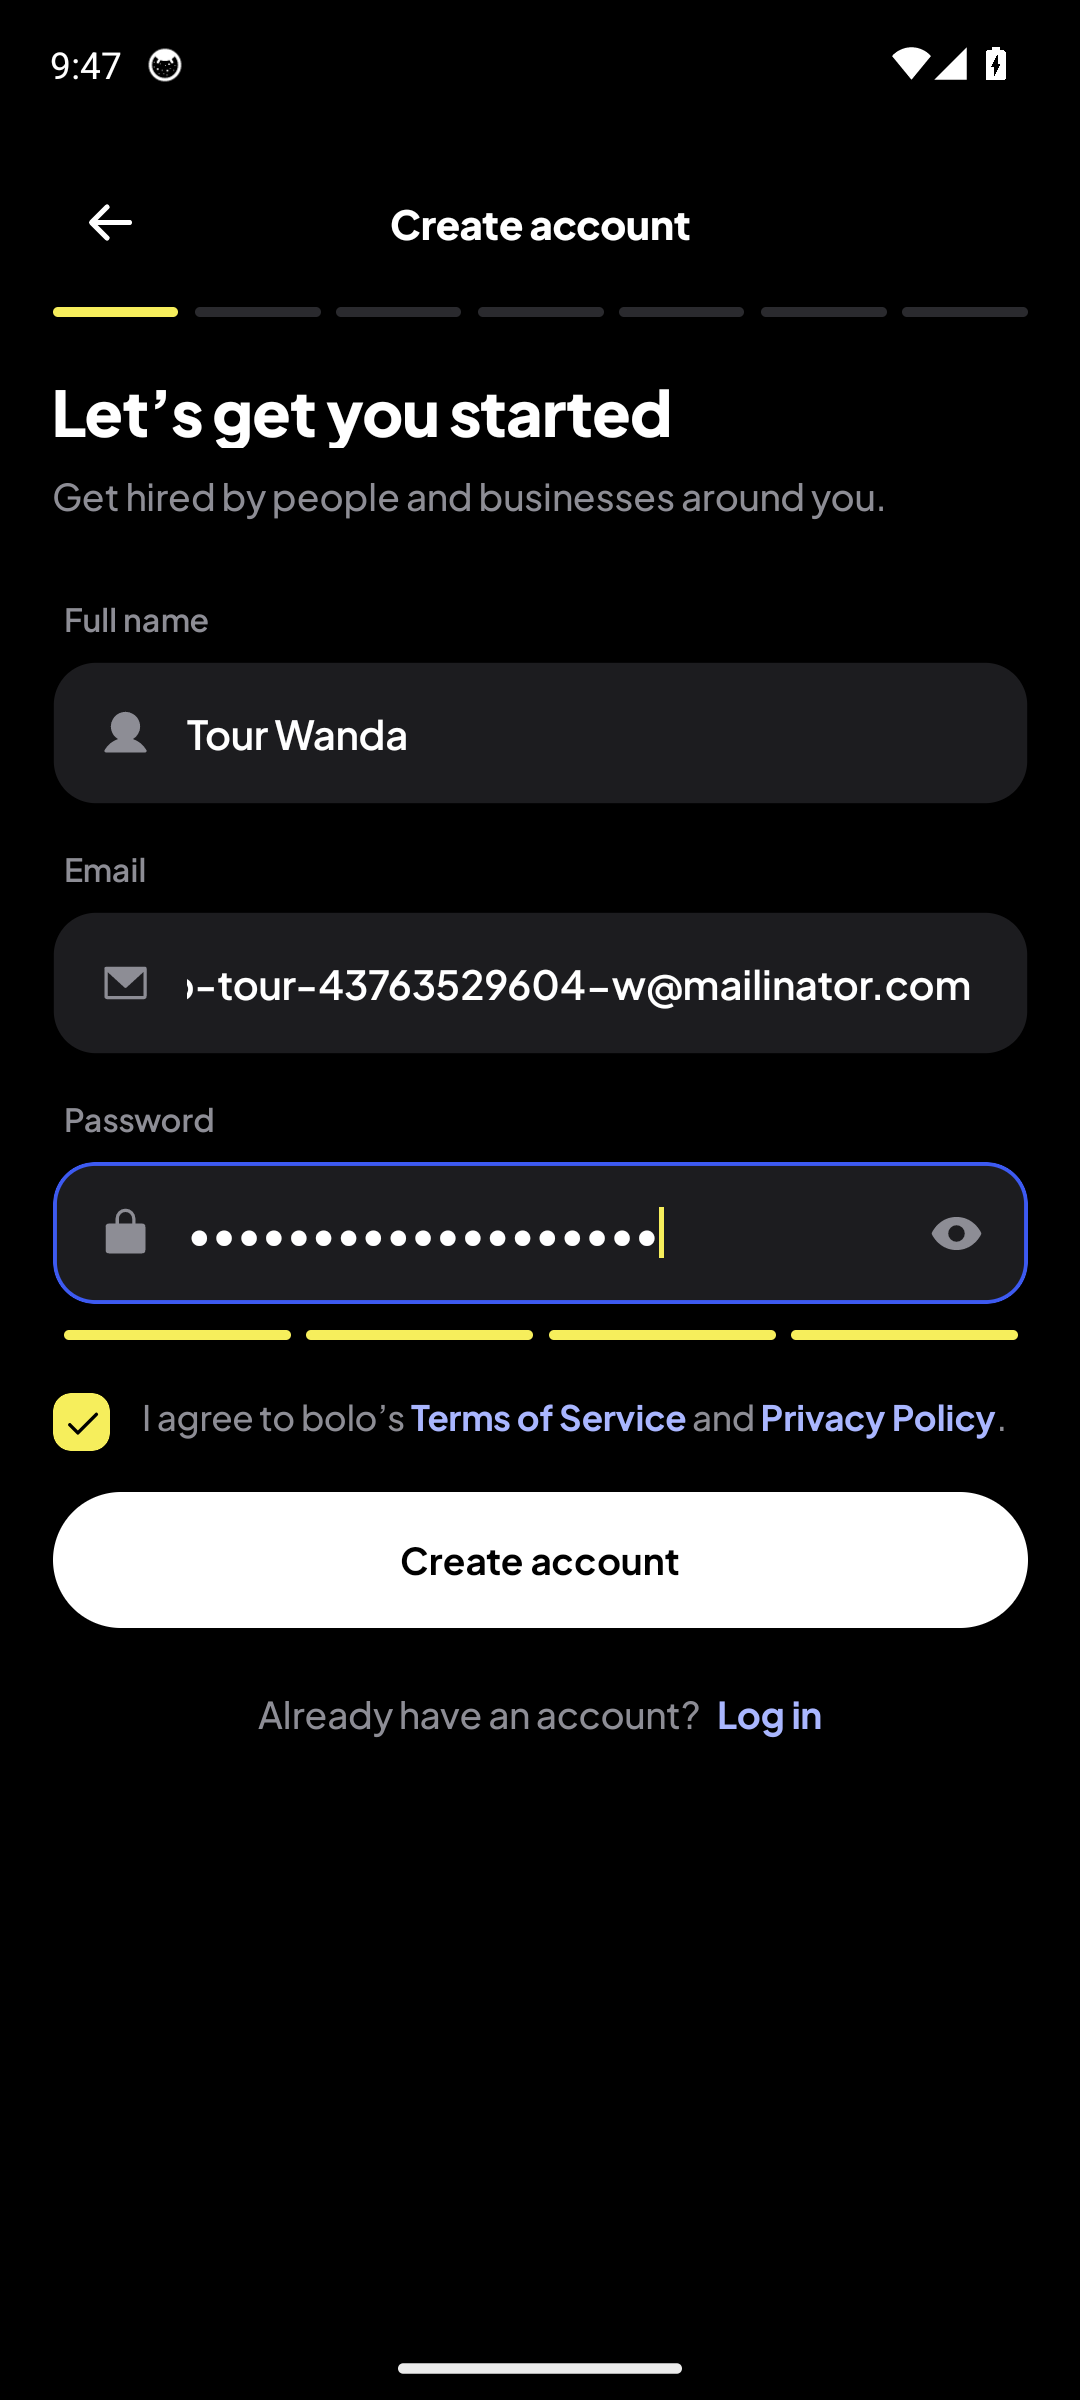 9:47
Create account
Let’s get you started
Get hired by people and businesses around you.
Full name
Tour Wanda
Email
-tour-43763529604-w@mailinator.com
Password
•••••••••••••••••••
I agree to bolo’s Terms of Service and Privacy Policy.
Create account
Already have an account? Log in